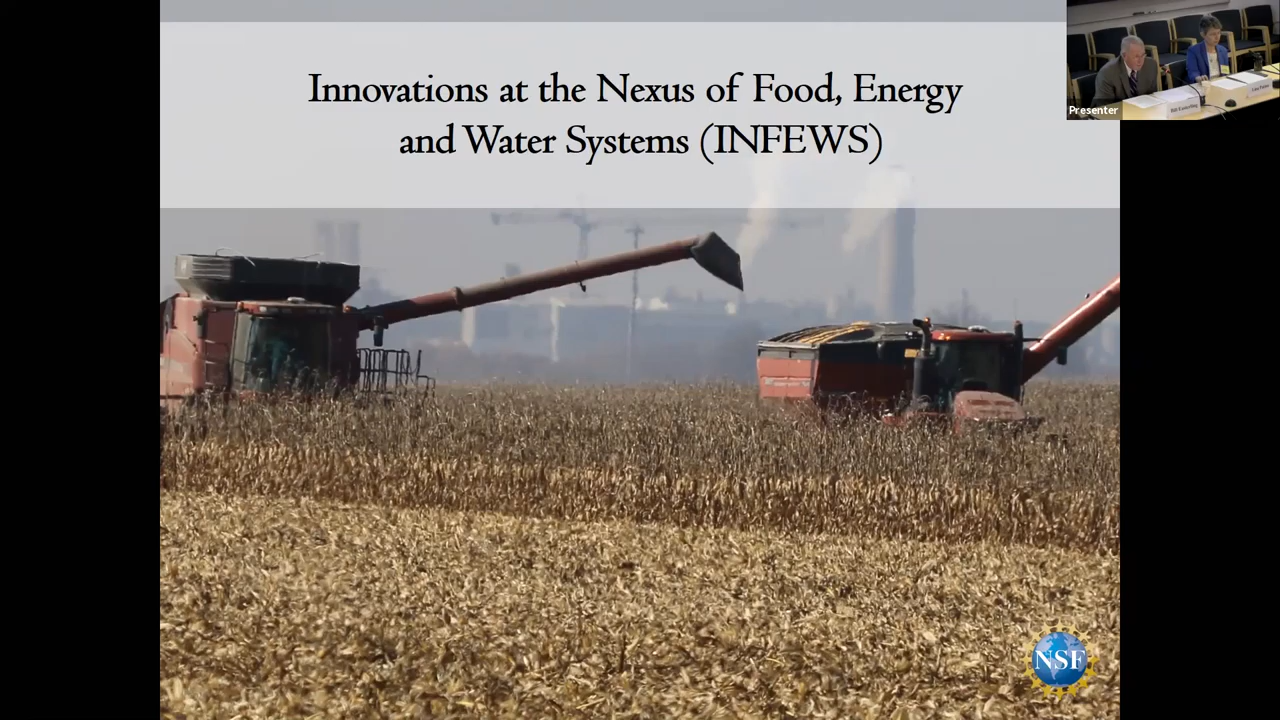 Innovations at the Nexus of Food, Energy
and Water Systems (INFEWS)
Presenter
NSF